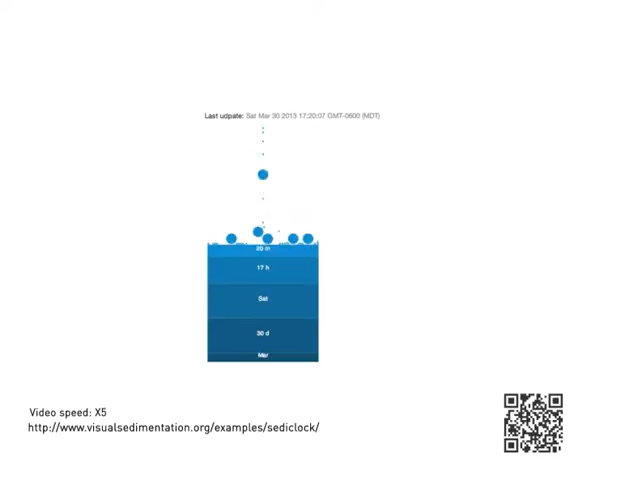 Last udpate: Sat Mar 30 2013 17:20:07 GMT-0600 (MDT)
20 m
17 h
Sat
30 d
Mar
Video speed: X5
http://www.visualsedimentation.org/examples/sediclock/